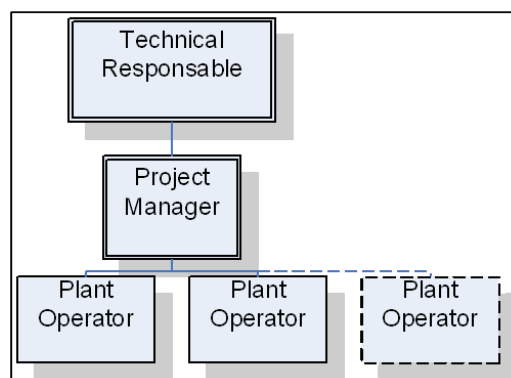 Technical
Responsable
Project
Manager
Plant
Operator
Plant
Operator
Plant
Operator